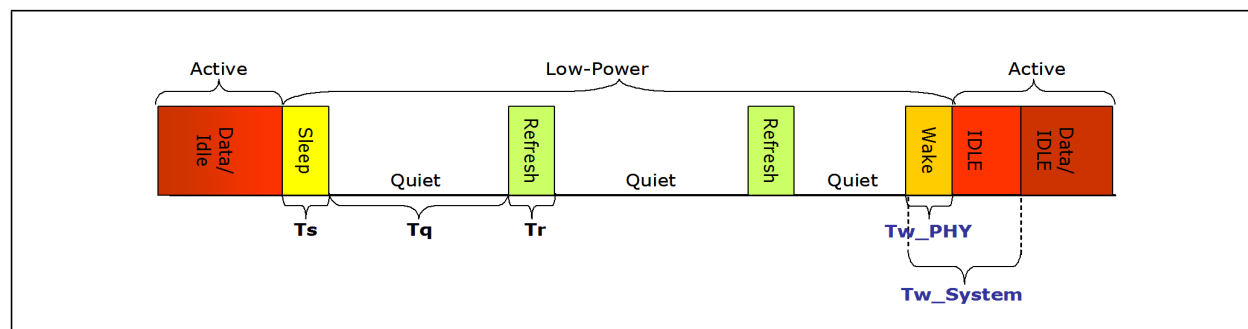 Active
Low-Power
Active
Data/
Idle
Sleep
Refresh
Refresh
Wake
IDLE
Data/
IDLE
Quiet
Quiet
Quiet
Ts
Tq
Tr
Tw_PHY
Tw_System